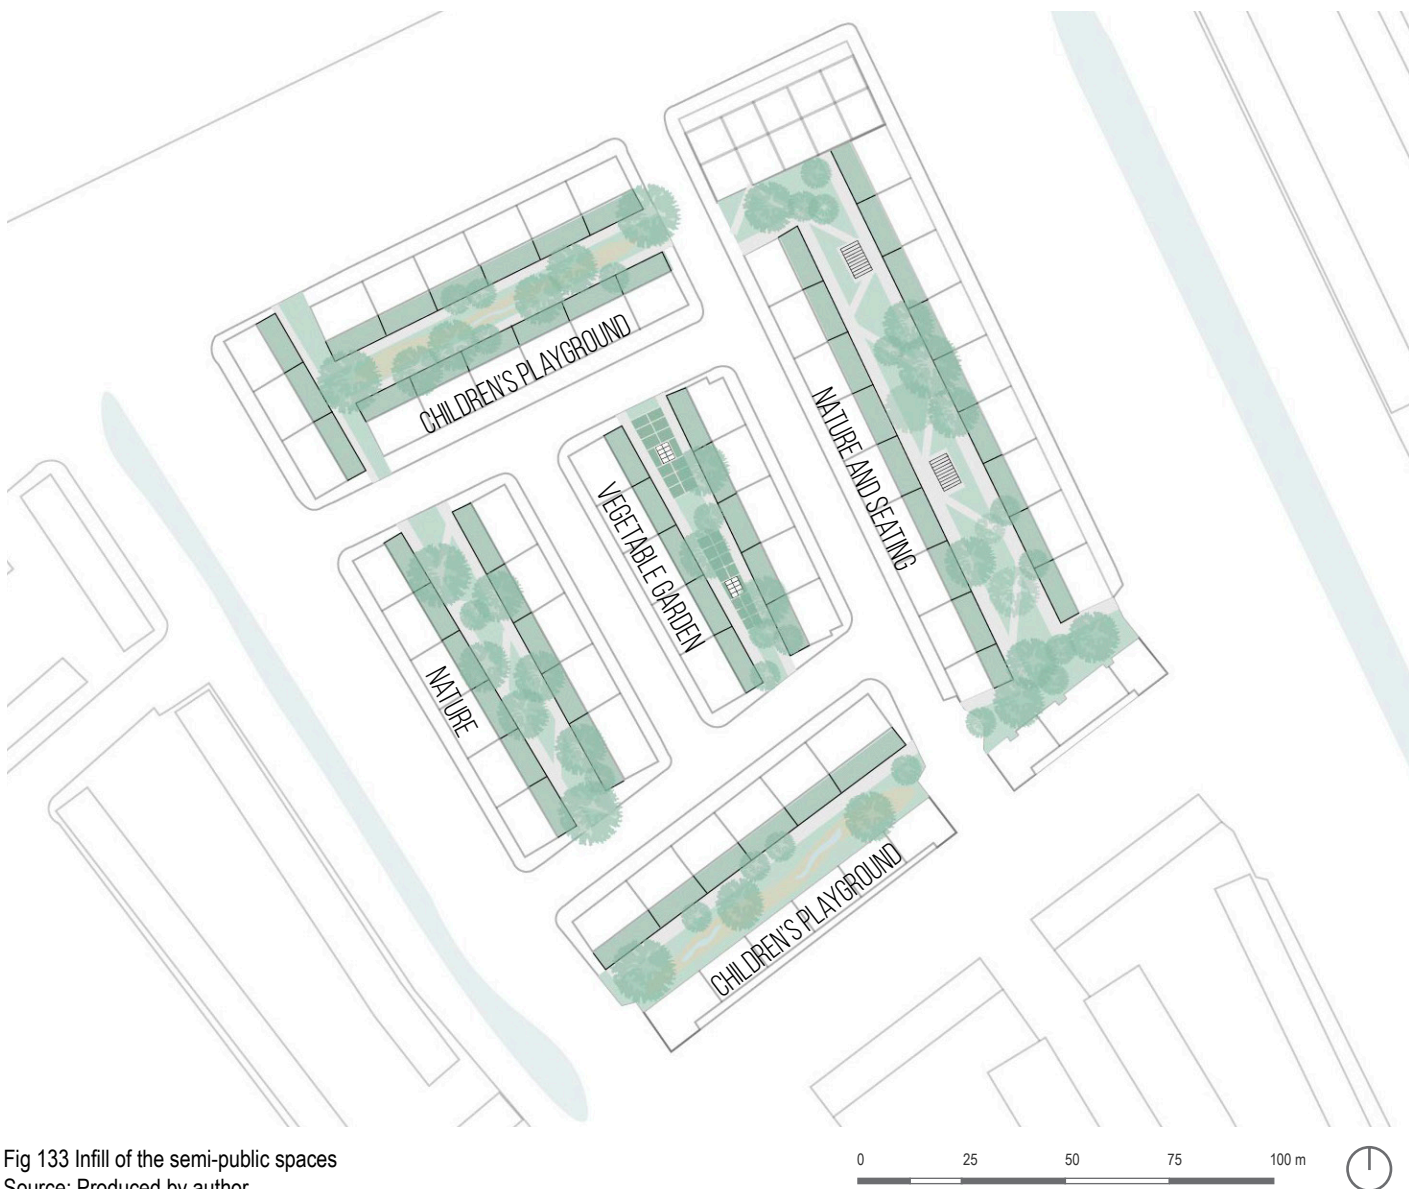 CHILDREN'S PLAYGROUND
NATURE AND SEATING
VEGETABLE GARDEN
NATURE
CHILDREN'S PLAYGROUND
Fig 133 Infill of the semi-public spaces
Source: Produced by author
0 25 50 75 100 m